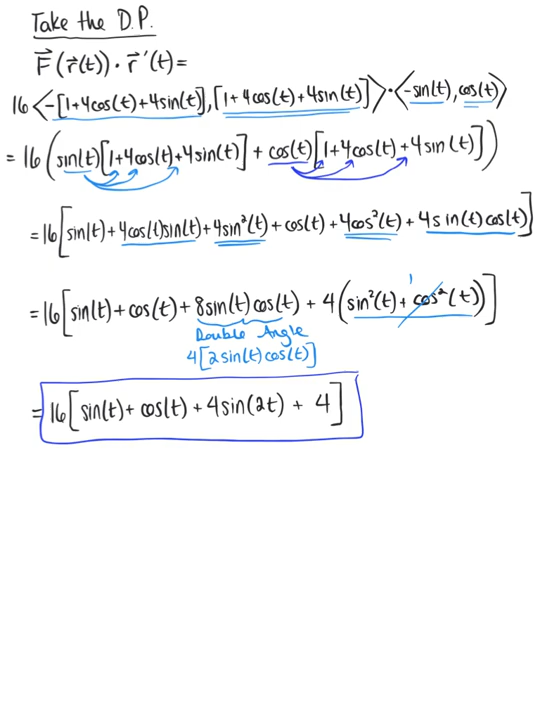 Take the D.P.
F⃗(r⃗(t)) · r⃗'(t) =
16<-[1+4cos(t)+4sin(t)], [1+4cos(t)+4sin(t)]> · <-sin(t), cos(t)>
= 16(sin(t)[1+4cos(t)+4sin(t)] + cos(t)[1+4cos(t)+4sin(t)])
= 16[sin(t)+4cos(t)sin(t)+4sin²(t)+cos(t)+4cos²(t)+4sin(t)cos(t)]
= 16[sin(t)+cos(t)+8sin(t)cos(t) + 4(sin²(t)+cos²(t))]
1
Double Angle
4[2sin(t)cos(t)]
= 16[sin(t)+cos(t)+4sin(2t) + 4]